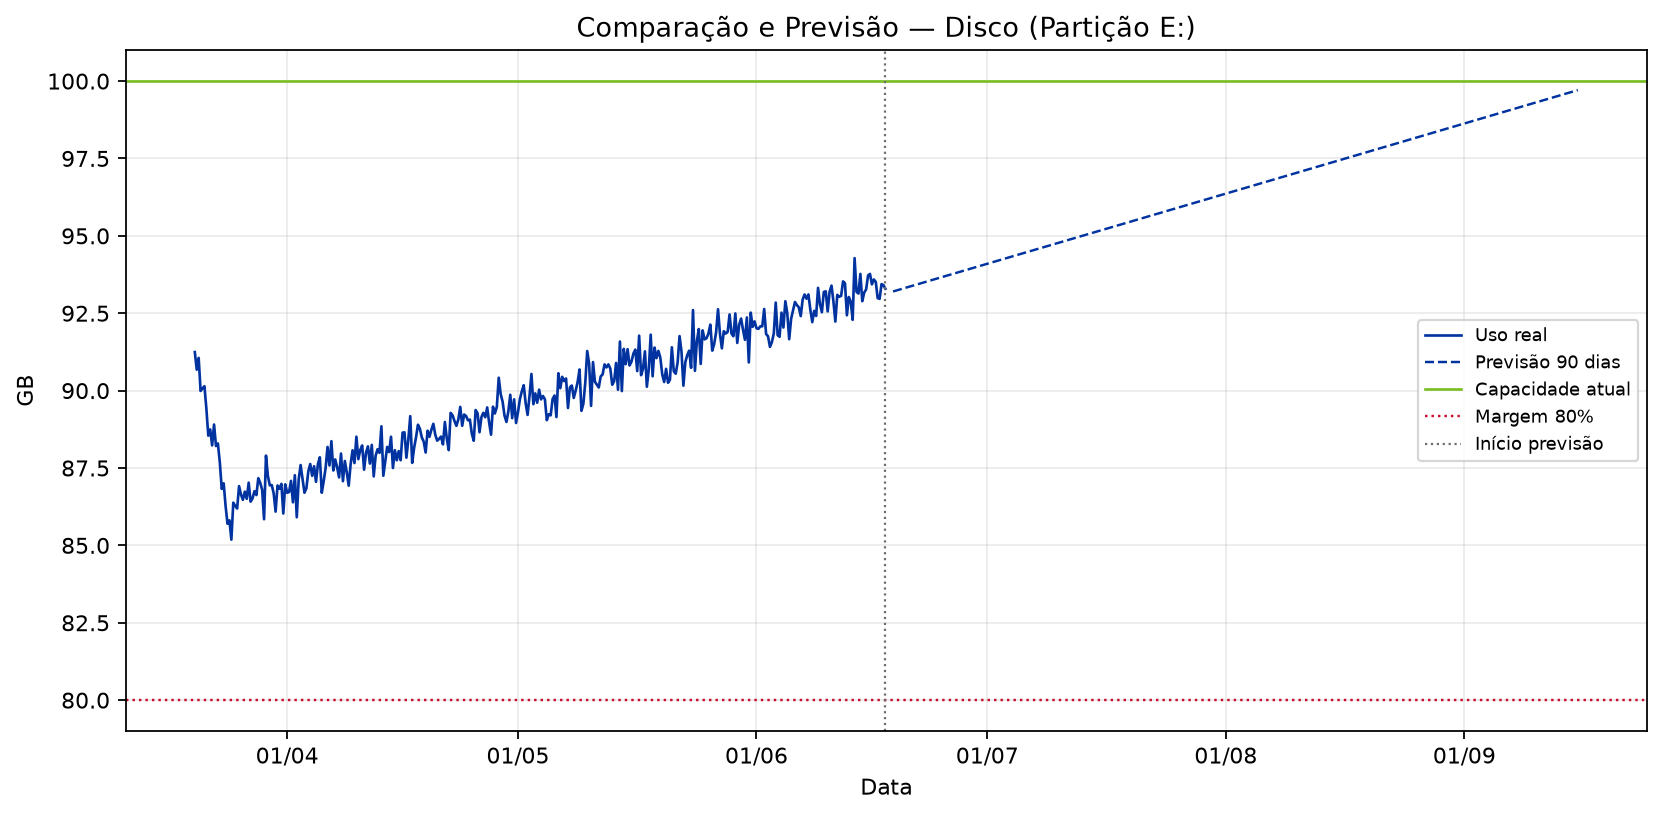 Comparação e Previsão — Disco (Partição E:)
GB
100.0
97.5
95.0
92.5
90.0
87.5
85.0
82.5
80.0
Uso real
Previsão 90 dias
Capacidade atual
Margem 80%
Início previsão
01/04
01/05
01/06
01/07
01/08
01/09
Data